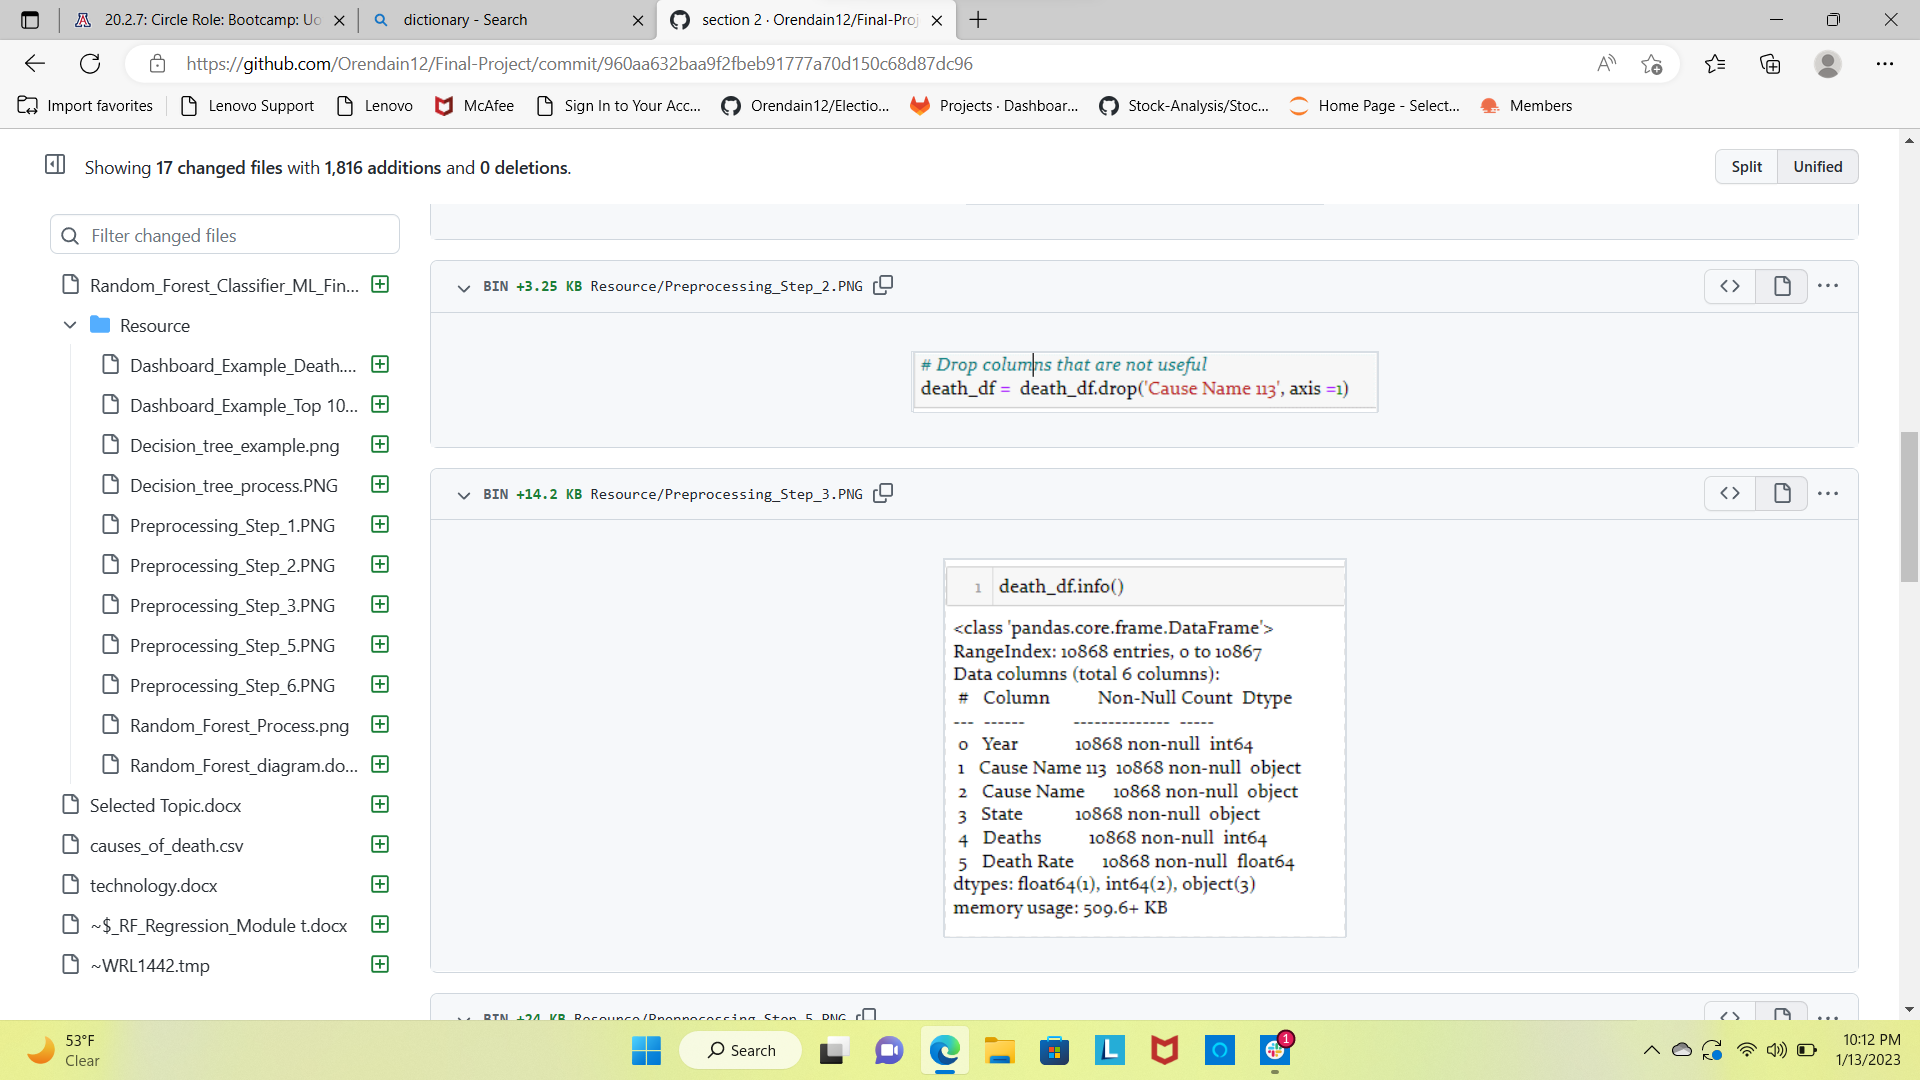 20.2.7: Circle Role: Bootcamp: Uo
dictionary - Search
section 2 · Orendain12/Final-Proj
https://github.com/Orendain12/Final-Project/commit/960aa632baa9f2fbeb91777a70d150c68d87dc96
Import favorites
Lenovo Support
Lenovo
McAfee
Sign In to Your Acc...
Orendain12/Electio...
Projects · Dashboar...
Stock-Analysis/Stoc...
Home Page - Select...
Members
Showing 17 changed files with 1,816 additions and 0 deletions.
Split
Unified
Filter changed files
Random_Forest_Classifier_ML_Fin...
Resource
Dashboard_Example_Death....
Dashboard_Example_Top 10...
Decision_tree_example.png
Decision_tree_process.PNG
Preprocessing_Step_1.PNG
Preprocessing_Step_2.PNG
Preprocessing_Step_3.PNG
Preprocessing_Step_5.PNG
Preprocessing_Step_6.PNG
Random_Forest_Process.png
Random_Forest_diagram.do...
Selected Topic.docx
causes_of_death.csv
technology.docx
~$_RF_Regression_Module t.docx
~WRL1442.tmp
BIN +3.25 KB Resource/Preprocessing_Step_2.PNG
# Drop columns that are not useful
death_df = death_df.drop('Cause Name 113', axis =1)
BIN +14.2 KB Resource/Preprocessing_Step_3.PNG
1 death_df.info()
<class 'pandas.core.frame.DataFrame'>
RangeIndex: 10868 entries, 0 to 10867
Data columns (total 6 columns):
# Column Non-Null Count Dtype
--- ------ -------------- -----
0 Year 10868 non-null int64
1 Cause Name 113 10868 non-null object
2 Cause Name 10868 non-null object
3 State 10868 non-null object
4 Deaths 10868 non-null int64
5 Death Rate 10868 non-null float64
dtypes: float64(1), int64(2), object(3)
memory usage: 509.6+ KB
BIN +24 KB Resource/Preprocessing_Step_5.PNG
53°F
Clear
Search
1
10:12 PM
1/13/2023